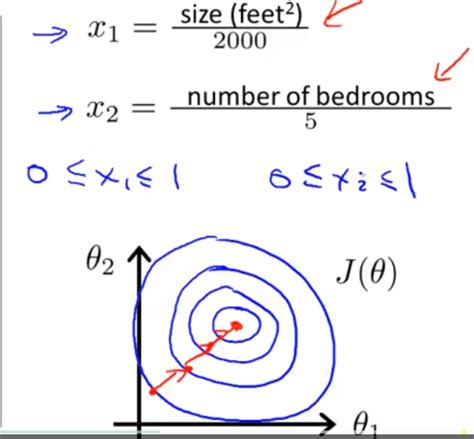 → x₁ = size (feet²) / 2000
→ x₂ = number of bedrooms / 5
0 ≤ x₁ ≤ 1    0 ≤ x₂ ≤ 1
θ₂
J(θ)
θ₁